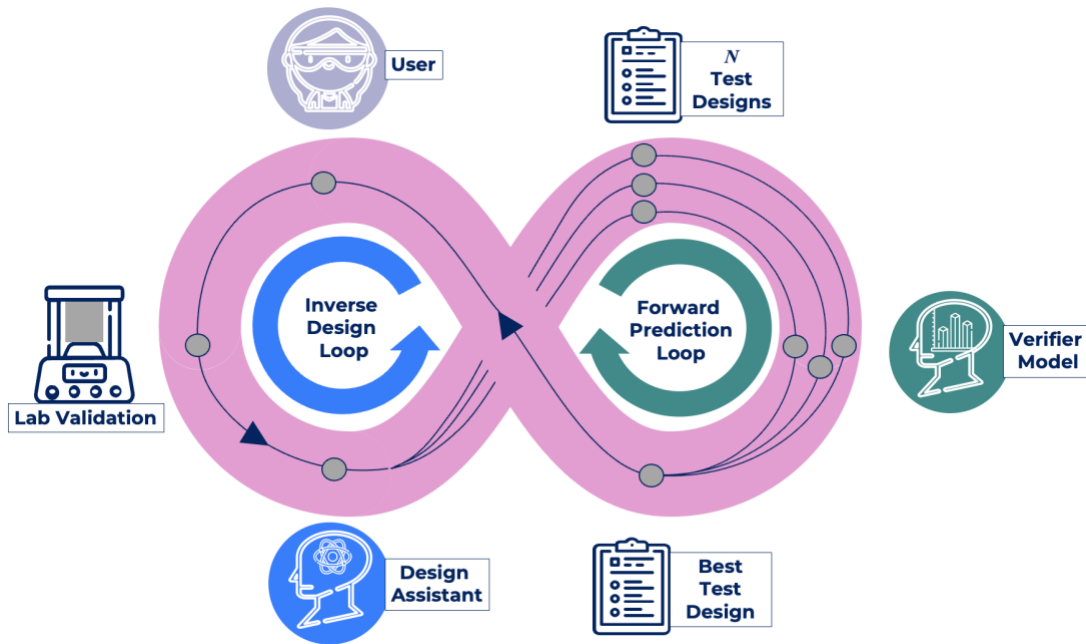 User
N
Test
Designs
Inverse
Design
Loop
Forward
Prediction
Loop
Verifier
Model
Lab Validation
Design
Assistant
Best
Test
Design